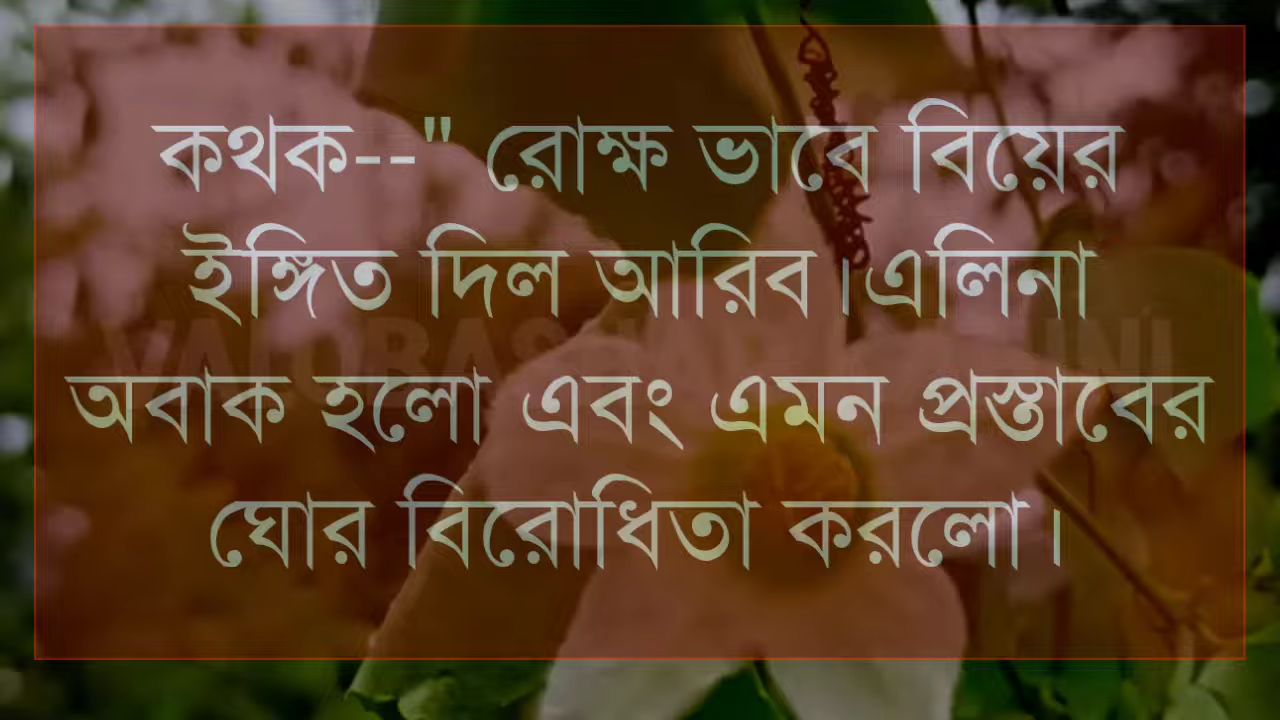 কথক--" রোক্ষ ভাবে বিয়ের
ইঙ্গিত দিল আরিব।এলিনা
অবাক হলো এবং এমন প্রস্তাবের
ঘোর বিরোধিতা করলো।